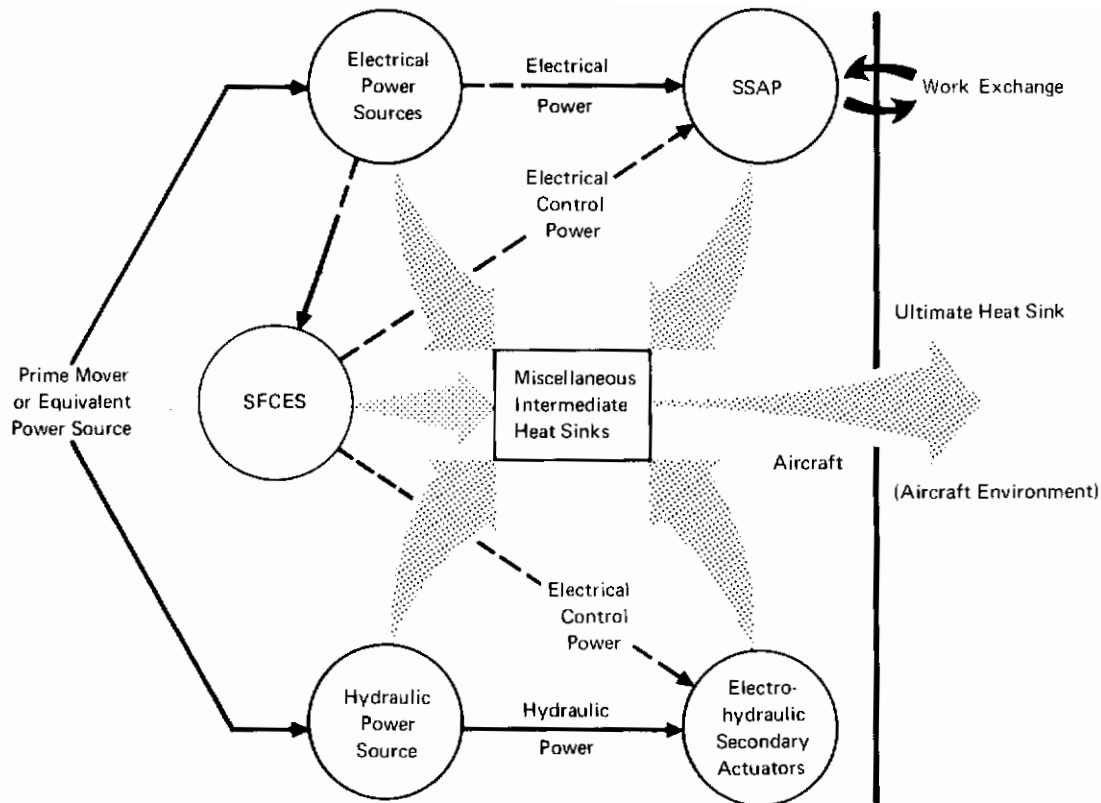 Electrical
Power
Sources
Electrical
Power
SSAP
Work Exchange
Electrical
Control
Power
Ultimate Heat Sink
Prime Mover
or Equivalent
Power Source
SFCES
Miscellaneous
Intermediate
Heat Sinks
Aircraft
(Aircraft Environment)
Electrical
Control
Power
Hydraulic
Power
Source
Hydraulic
Power
Electro-
hydraulic
Secondary
Actuators